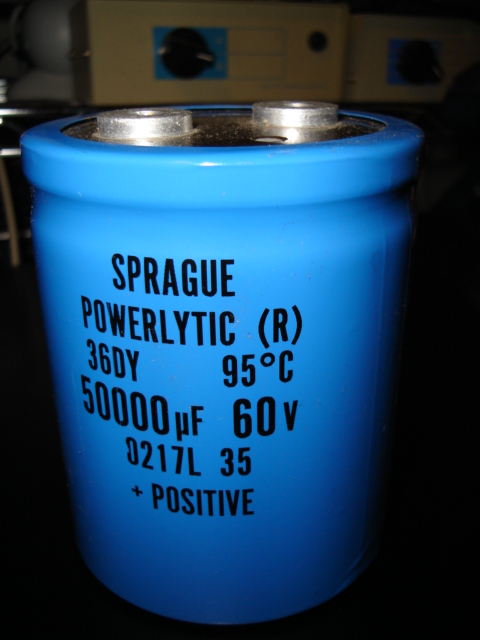 SPRAGUE
POWERLYTIC (R)
36DY 95°C
50000µF 60V
0217L 35
+ POSITIVE